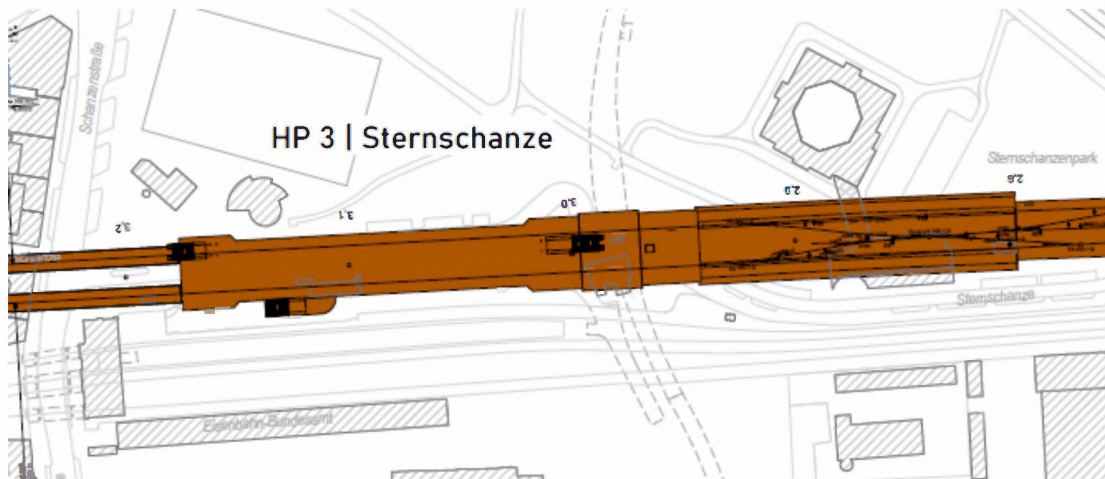 Schanzenstraße
HP 3 | Sternschanze
Sternschanzenpark
3,2
3,1
3,0
2,9
2,8
Sternschanze
Eisenbahn-Bundesamt